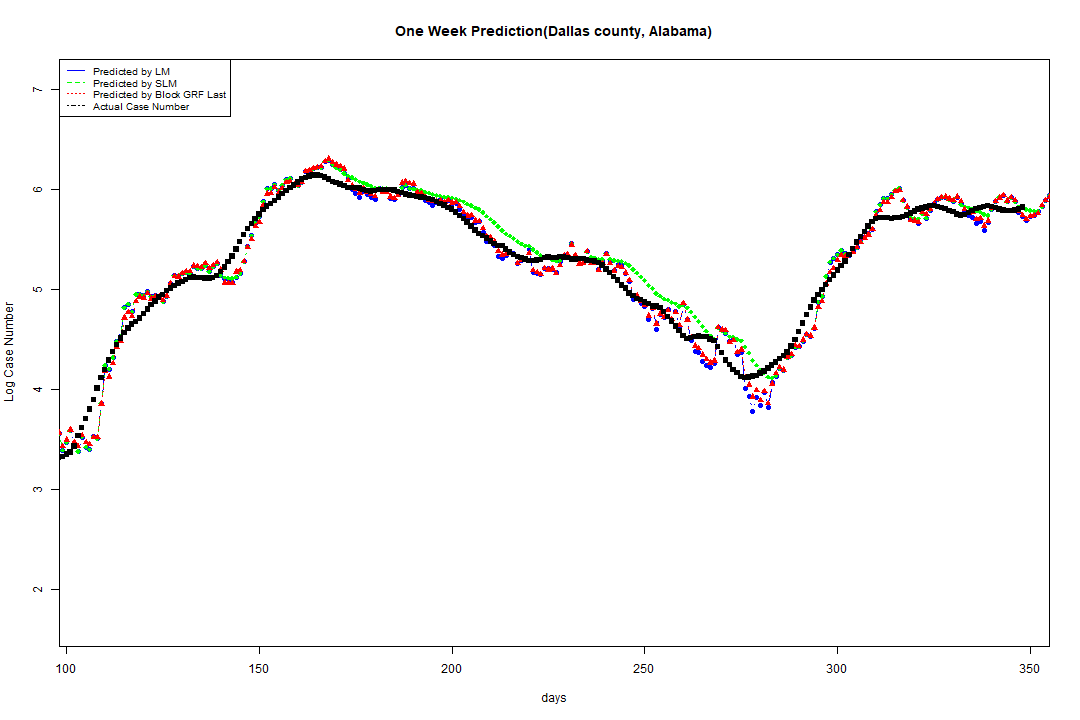 One Week Prediction(Dallas county, Alabama)
Predicted by LM
Predicted by SLM
Predicted by Block GRF Last
Actual Case Number
7
6
5
4
3
2
Log Case Number
100 150 200 250 300 350
days